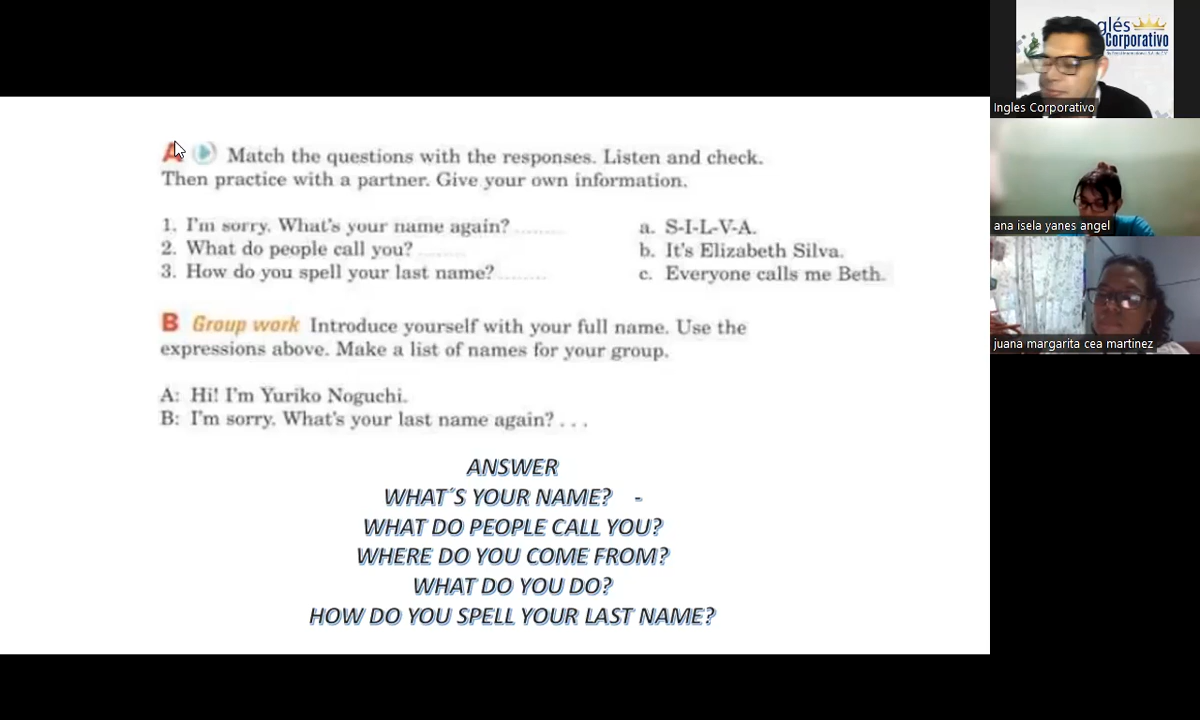 A Match the questions with the responses. Listen and check.
Then practice with a partner. Give your own information.
1. I'm sorry. What's your name again? ........
2. What do people call you? ........
3. How do you spell your last name? ........
a. S-I-L-V-A.
b. It's Elizabeth Silva.
c. Everyone calls me Beth.
B Group work Introduce yourself with your full name. Use the
expressions above. Make a list of names for your group.
A: Hi! I'm Yuriko Noguchi.
B: I'm sorry. What's your last name again? . . .
ANSWER
WHAT´S YOUR NAME? -
WHAT DO PEOPLE CALL YOU?
WHERE DO YOU COME FROM?
WHAT DO YOU DO?
HOW DO YOU SPELL YOUR LAST NAME?
glés
Corporativo
Ingles Corporativo
ana isela yanes angel
juana margarita cea martinez